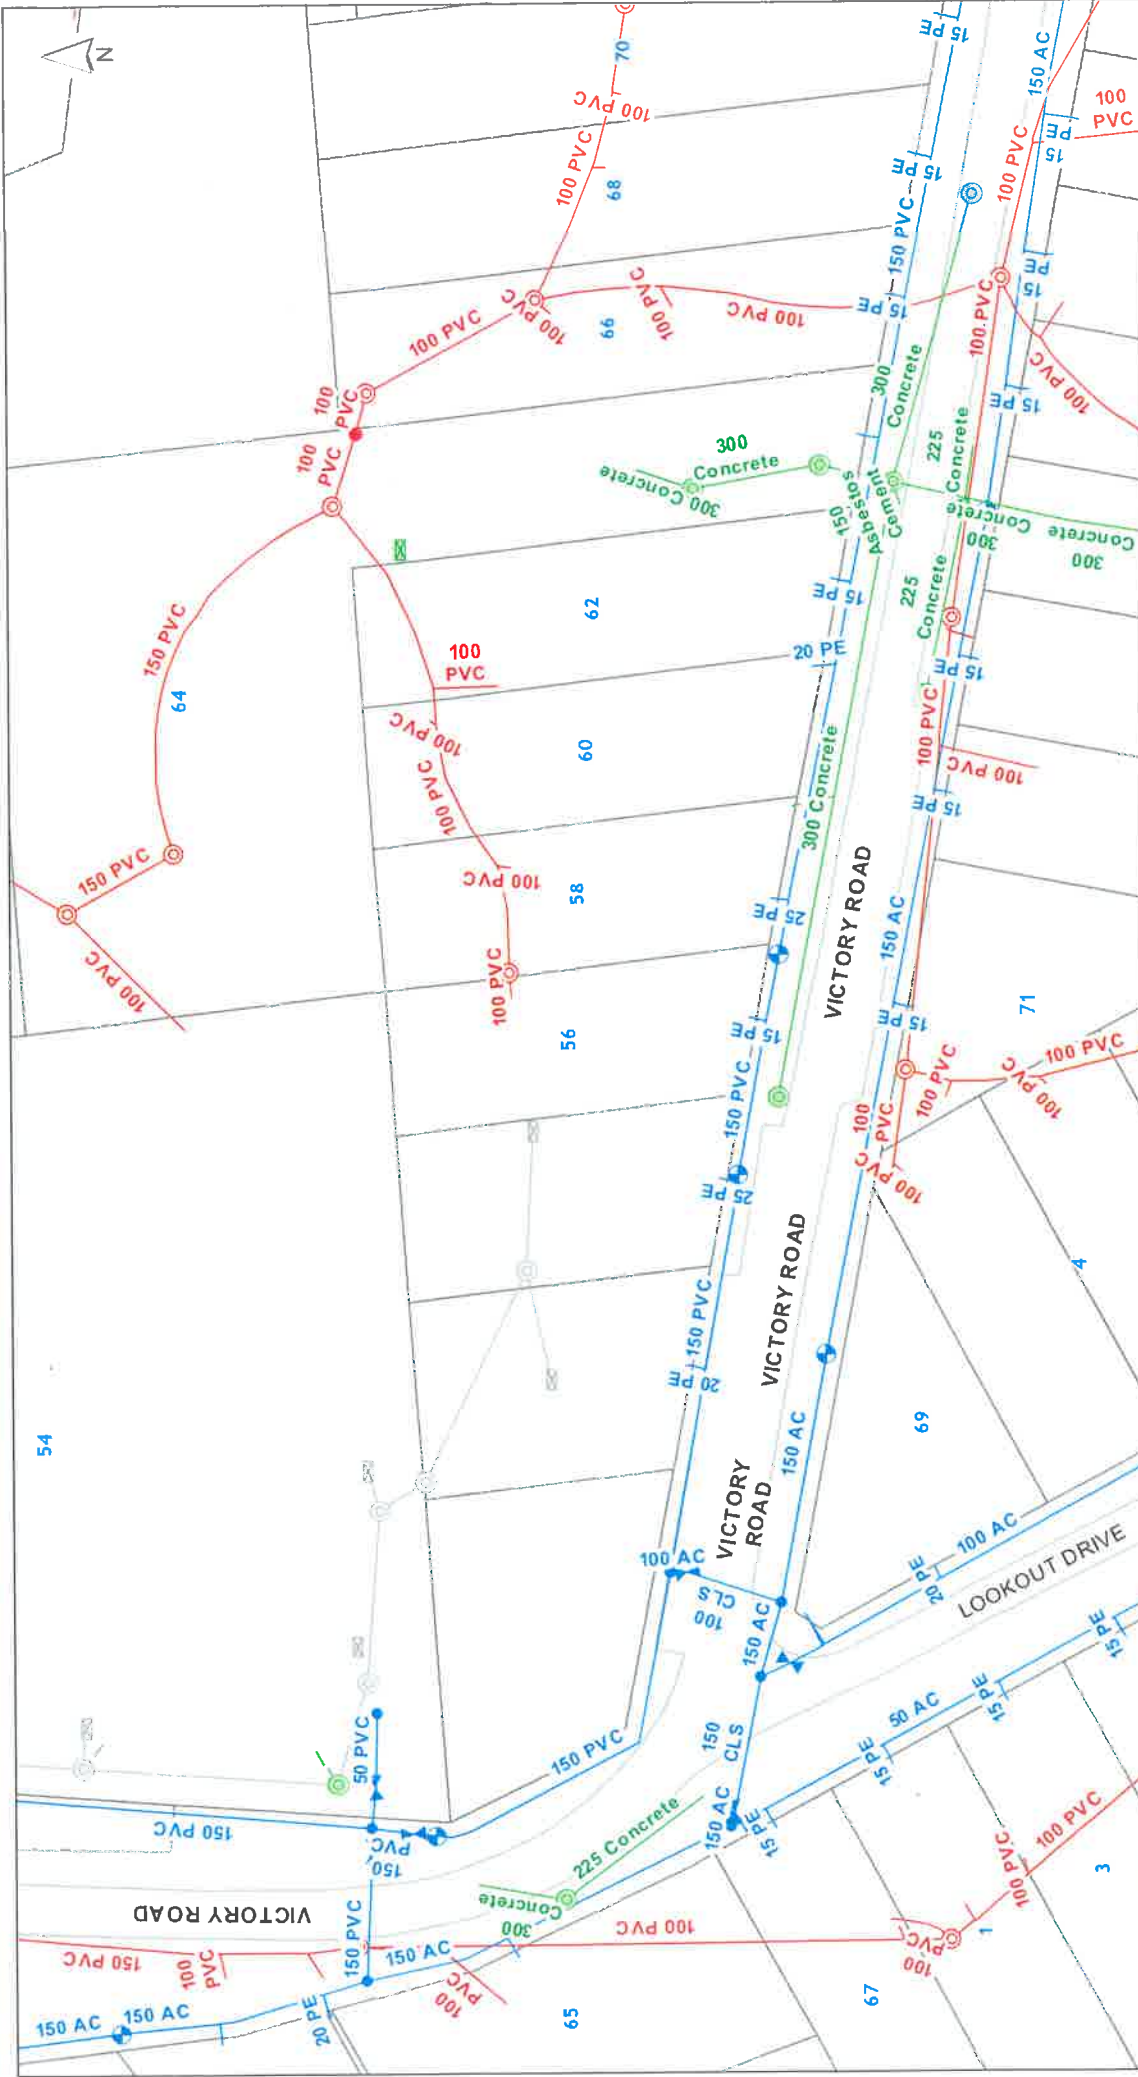 N
70
100 PVC
100 PVC
68
15 PE
150 AC
100 PVC
15 PE
100
PVC
15 PE
150 PVC
100 PVC
100 PVC
66
100 PVC
100 PVC
15 PE
15 PE
100 PVC
100 PVC
100
PVC
100
PVC
300
Concrete
300
Concrete
300 Concrete
150
Asbestos
Cement
225
Concrete
15 PE
300
Concrete
300
Concrete
225
Concrete
15 PE
62
20 PE
150 PVC
64
100
PVC
100 PVC
100 PVC
60
300 Concrete
100 PVC
15 PE
100 PVC
15 PE
150 PVC
100 PVC
100 PVC
58
25 PE
VICTORY ROAD
150 AC
100 PVC
56
15 PE
150 PVC
15 PE
71
100 PVC
100 PVC
100 PVC
100
PVC
100 PVC
25 PE
VICTORY ROAD
150 PVC
20 PE
4
54
150 AC
69
VICTORY
ROAD
100 AC
100
CLS
150 AC
20 PE
100 AC
LOOKOUT DRIVE
50 PVC
150 PVC
150
CLS
15 PE
50 AC
15 PE
15 PE
150 PVC
150
PVC
150 AC
15 PE
225 Concrete
VICTORY ROAD
300
Concrete
100 PVC
100 PVC
100 PVC
3
150 PVC
100
PVC
150 PVC
150 AC
100
PVC
100
PVC
1
150 AC
150 AC
20 PE
65
67